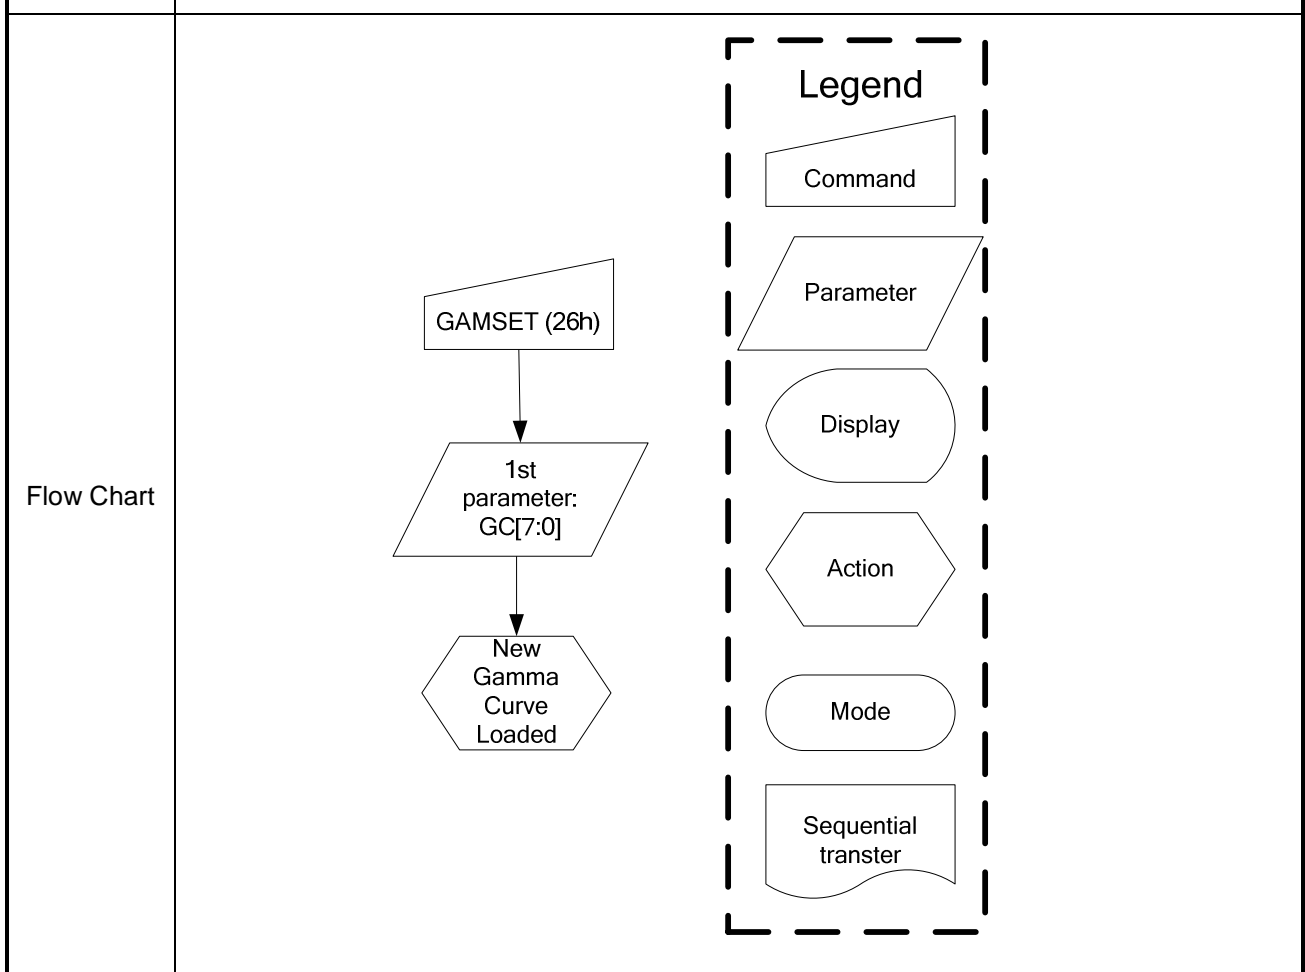 Flow Chart
GAMSET (26h)
1st
parameter:
GC[7:0]
New
Gamma
Curve
Loaded
Legend
Command
Parameter
Display
Action
Mode
Sequential
transter